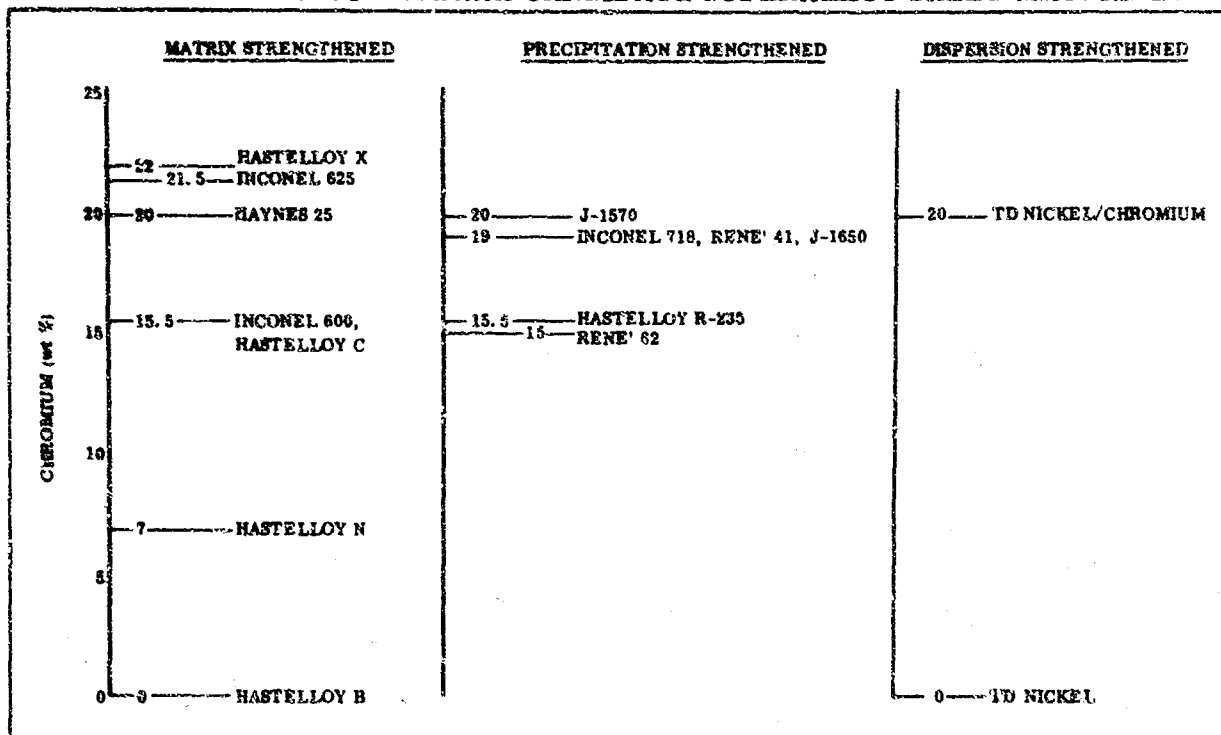 MATRIX STRENGTHENED
PRECIPITATION STRENGTHENED
DISPERSION STRENGTHENED
CHROMIUM (wt %)
25
20
15
10
5
0
22 HASTELLOY X
21.5 INCONEL 625
20 HAYNES 25
15.5 INCONEL 600,
HASTELLOY C
7 HASTELLOY N
0 HASTELLOY B
20 J-1570
19 INCONEL 718, RENE' 41, J-1650
15.5 HASTELLOY R-235
15 RENE' 62
20 TD NICKEL/CHROMIUM
0 TD NICKEL